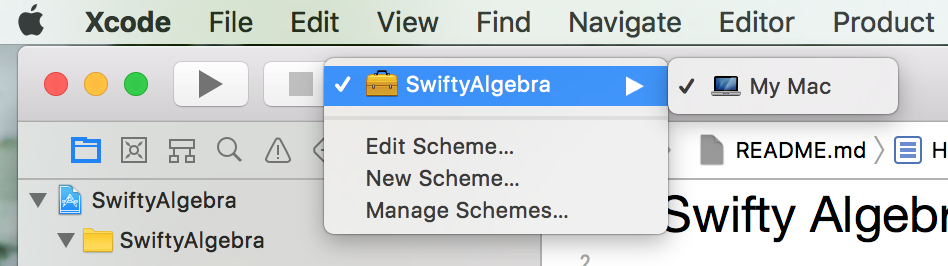 Xcode File Edit View Find Navigate Editor Product
SwiftyAlgebra
My Mac
Edit Scheme...
New Scheme...
Manage Schemes...
README.md
SwiftyAlgebra
SwiftyAlgebra
Swifty Algebr
2